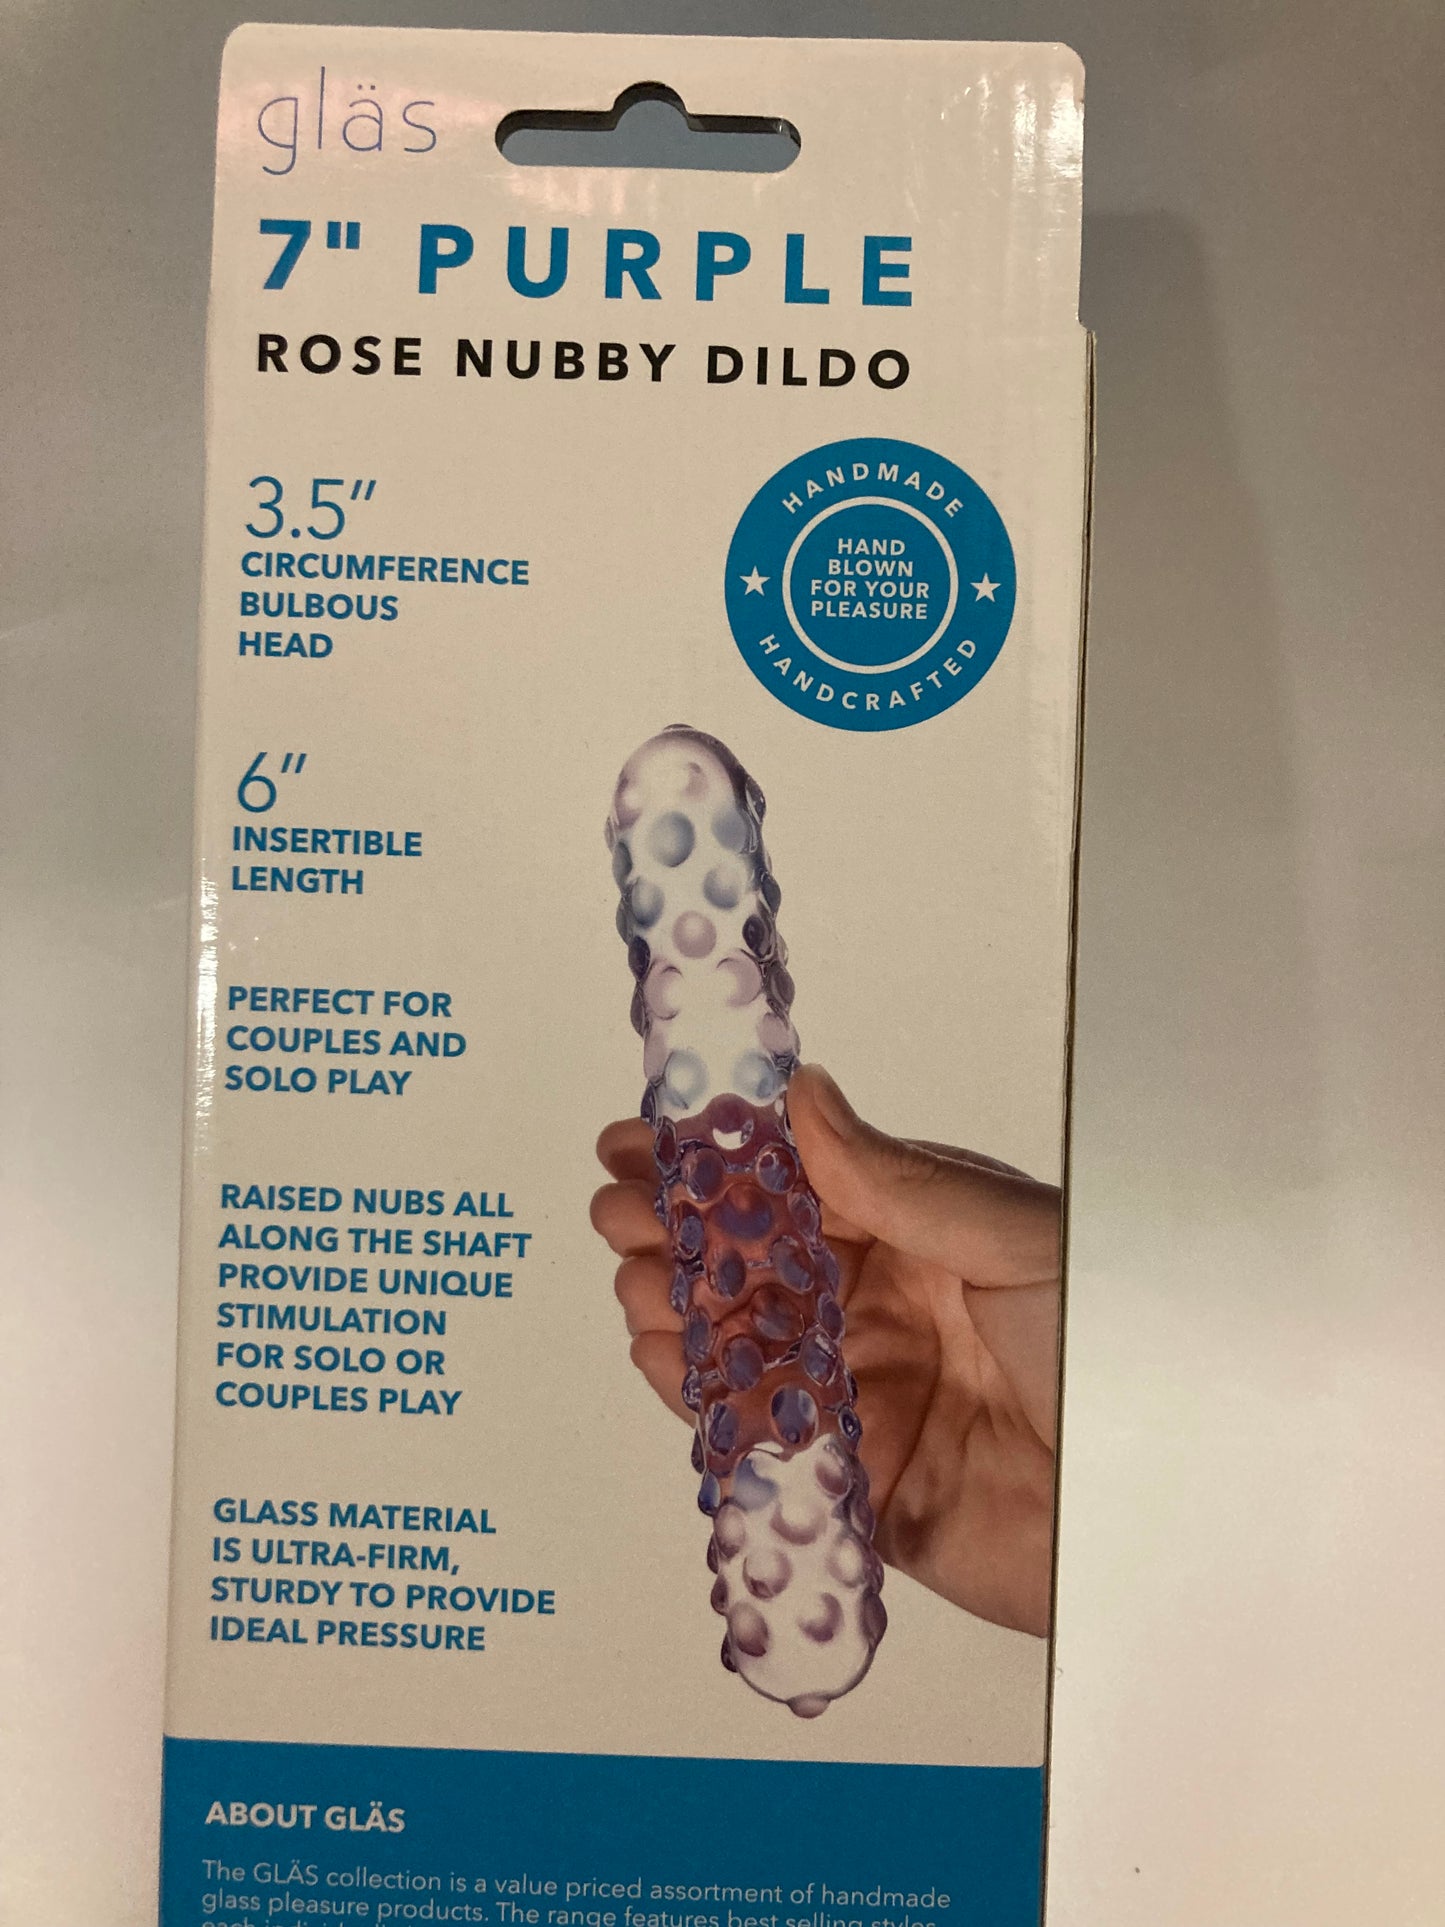 gläs
7" PURPLE
ROSE NUBBY DILDO
3.5"
CIRCUMFERENCE
BULBOUS
HEAD
HANDMADE
HAND
BLOWN
FOR YOUR
PLEASURE
HANDCRAFTED
6"
INSERTIBLE
LENGTH
PERFECT FOR
COUPLES AND
SOLO PLAY
RAISED NUBS ALL
ALONG THE SHAFT
PROVIDE UNIQUE
STIMULATION
FOR SOLO OR
COUPLES PLAY
GLASS MATERIAL
IS ULTRA-FIRM,
STURDY TO PROVIDE
IDEAL PRESSURE
ABOUT GLÄS
The GLÄS collection is a value priced assortment of handmade
glass pleasure products. The range features best selling styles,